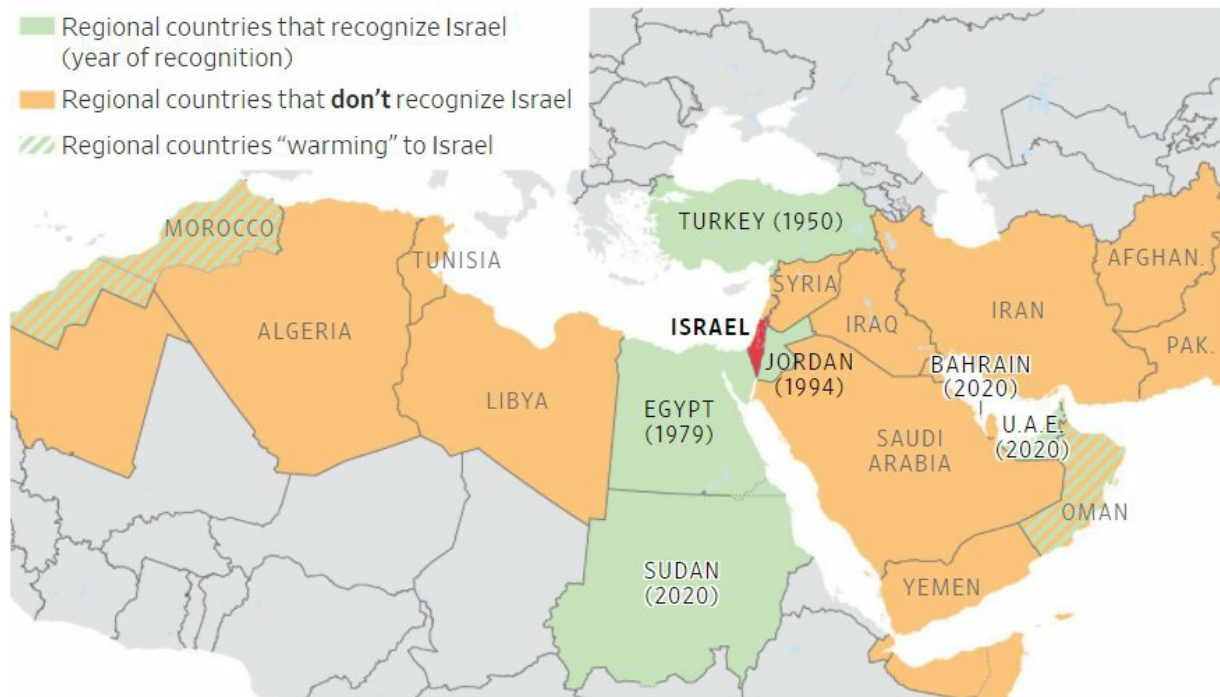 Regional countries that recognize Israel
(year of recognition)
Regional countries that don't recognize Israel
Regional countries “warming” to Israel
MOROCCO
TURKEY (1950)
TUNISIA
AFGHAN.
SYRIA
ALGERIA
IRAN
ISRAEL
IRAQ
PAK.
JORDAN
(1994)
BAHRAIN
(2020)
LIBYA
EGYPT
(1979)
U.A.E.
(2020)
SAUDI
ARABIA
OMAN
SUDAN
(2020)
YEMEN